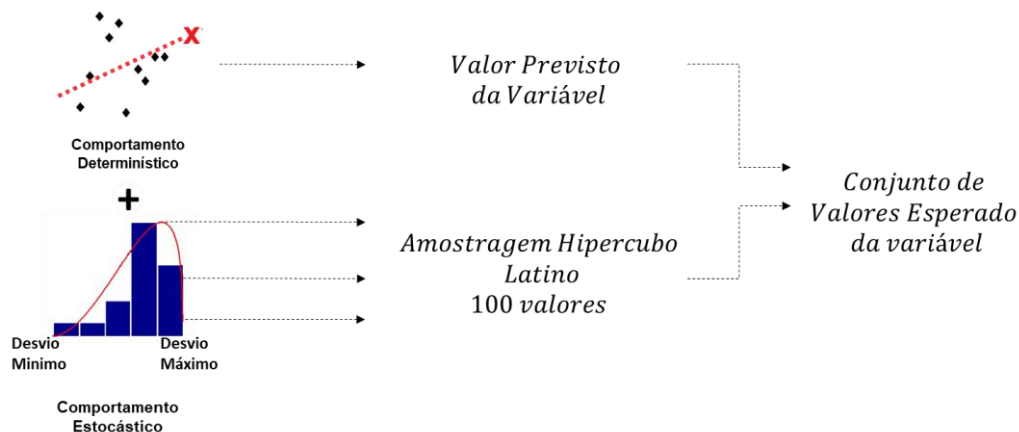 X
Valor Previsto
da Variável
Comportamento
Determinístico
+
Conjunto de
Valores Esperado
da variável
Amostragem Hipercubo
Latino
100 valores
Desvio
Minimo
Desvio
Máximo
Comportamento
Estocástico